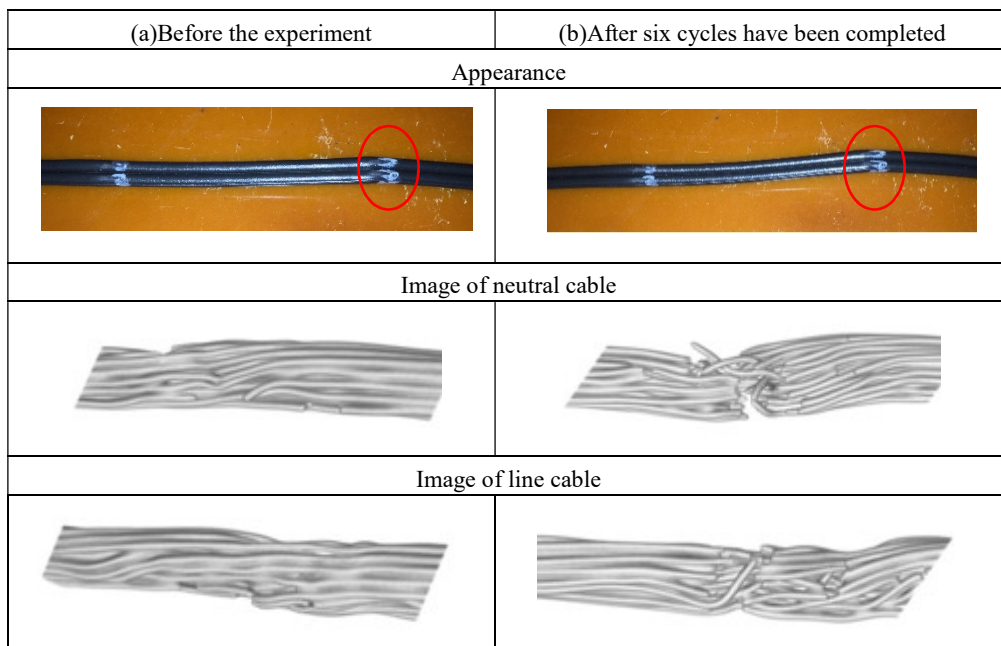 (a)Before the experiment
(b)After six cycles have been completed
Appearance
Image of neutral cable
Image of line cable